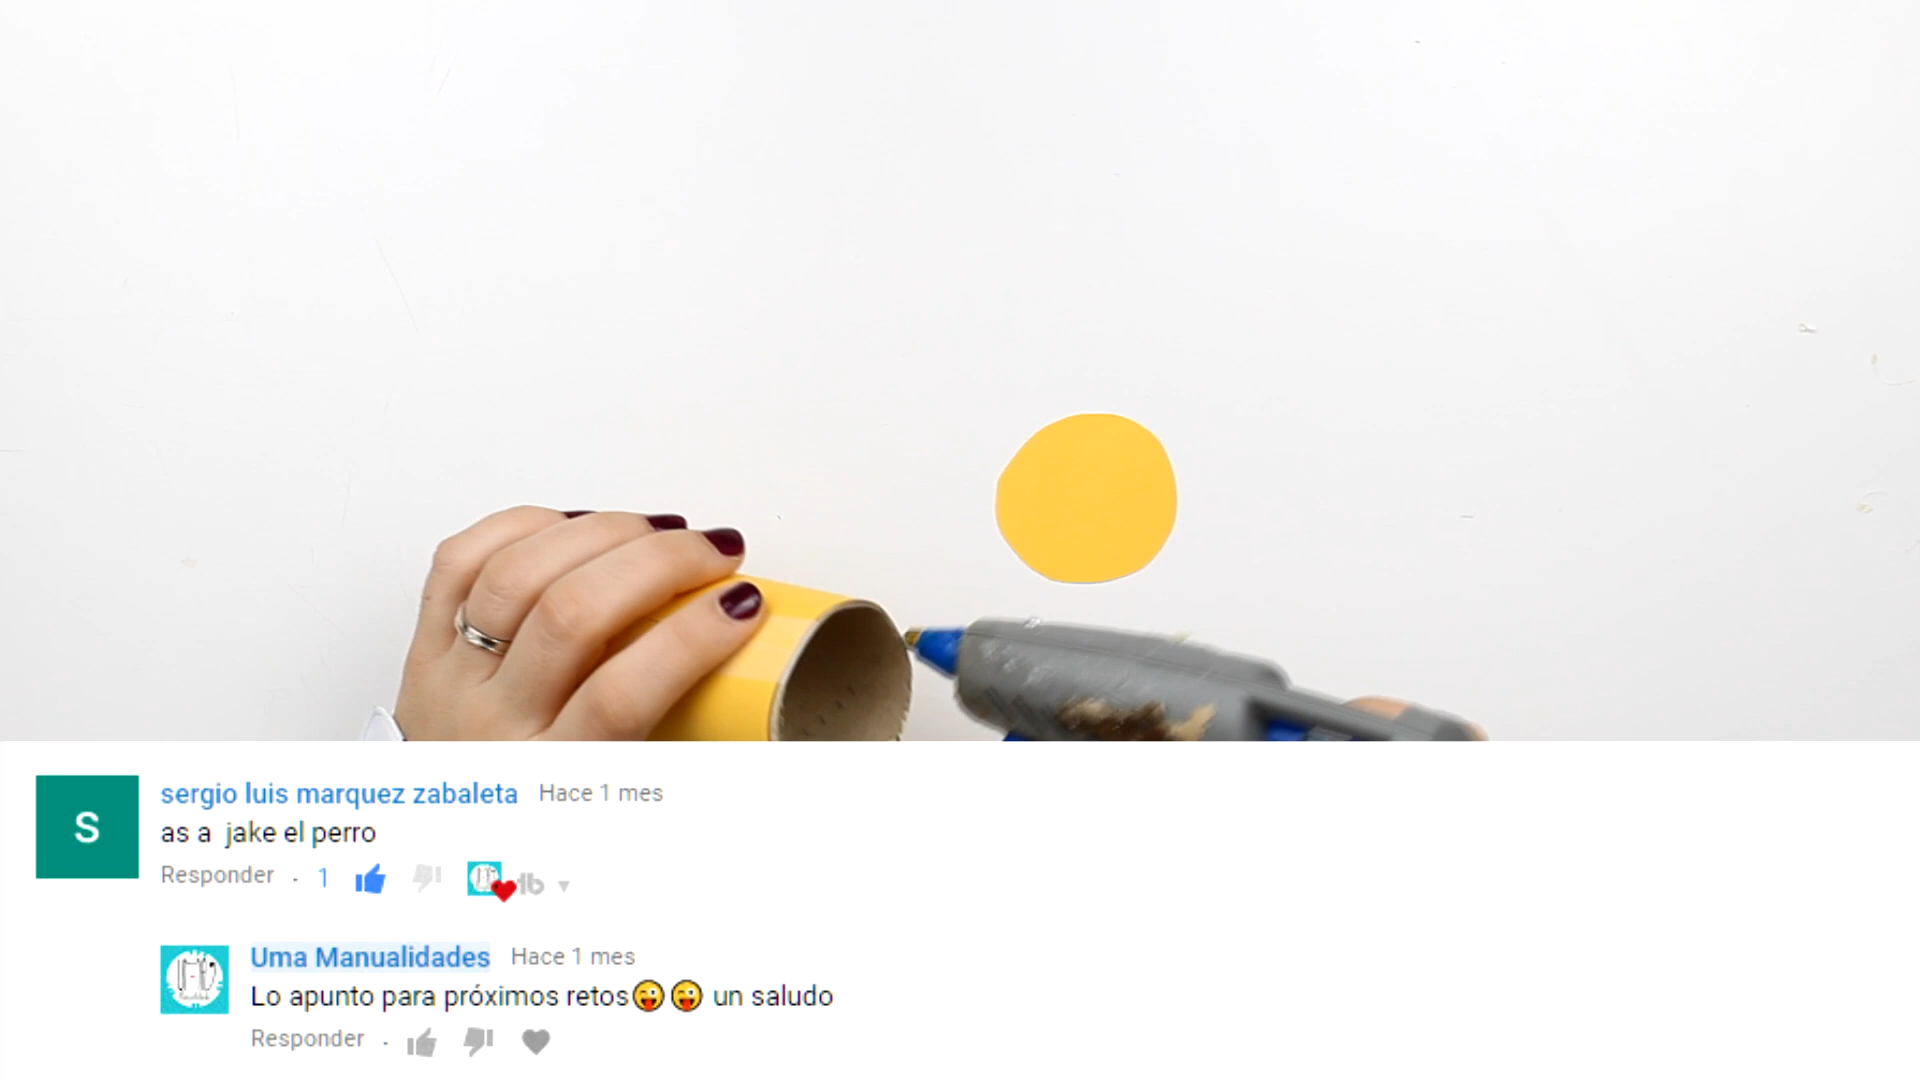 S
sergio luis marquez zabaleta Hace 1 mes
as a jake el perro
Responder · 1
Uma Manualidades Hace 1 mes
Lo apunto para próximos retos😜😜 un saludo
Responder ·